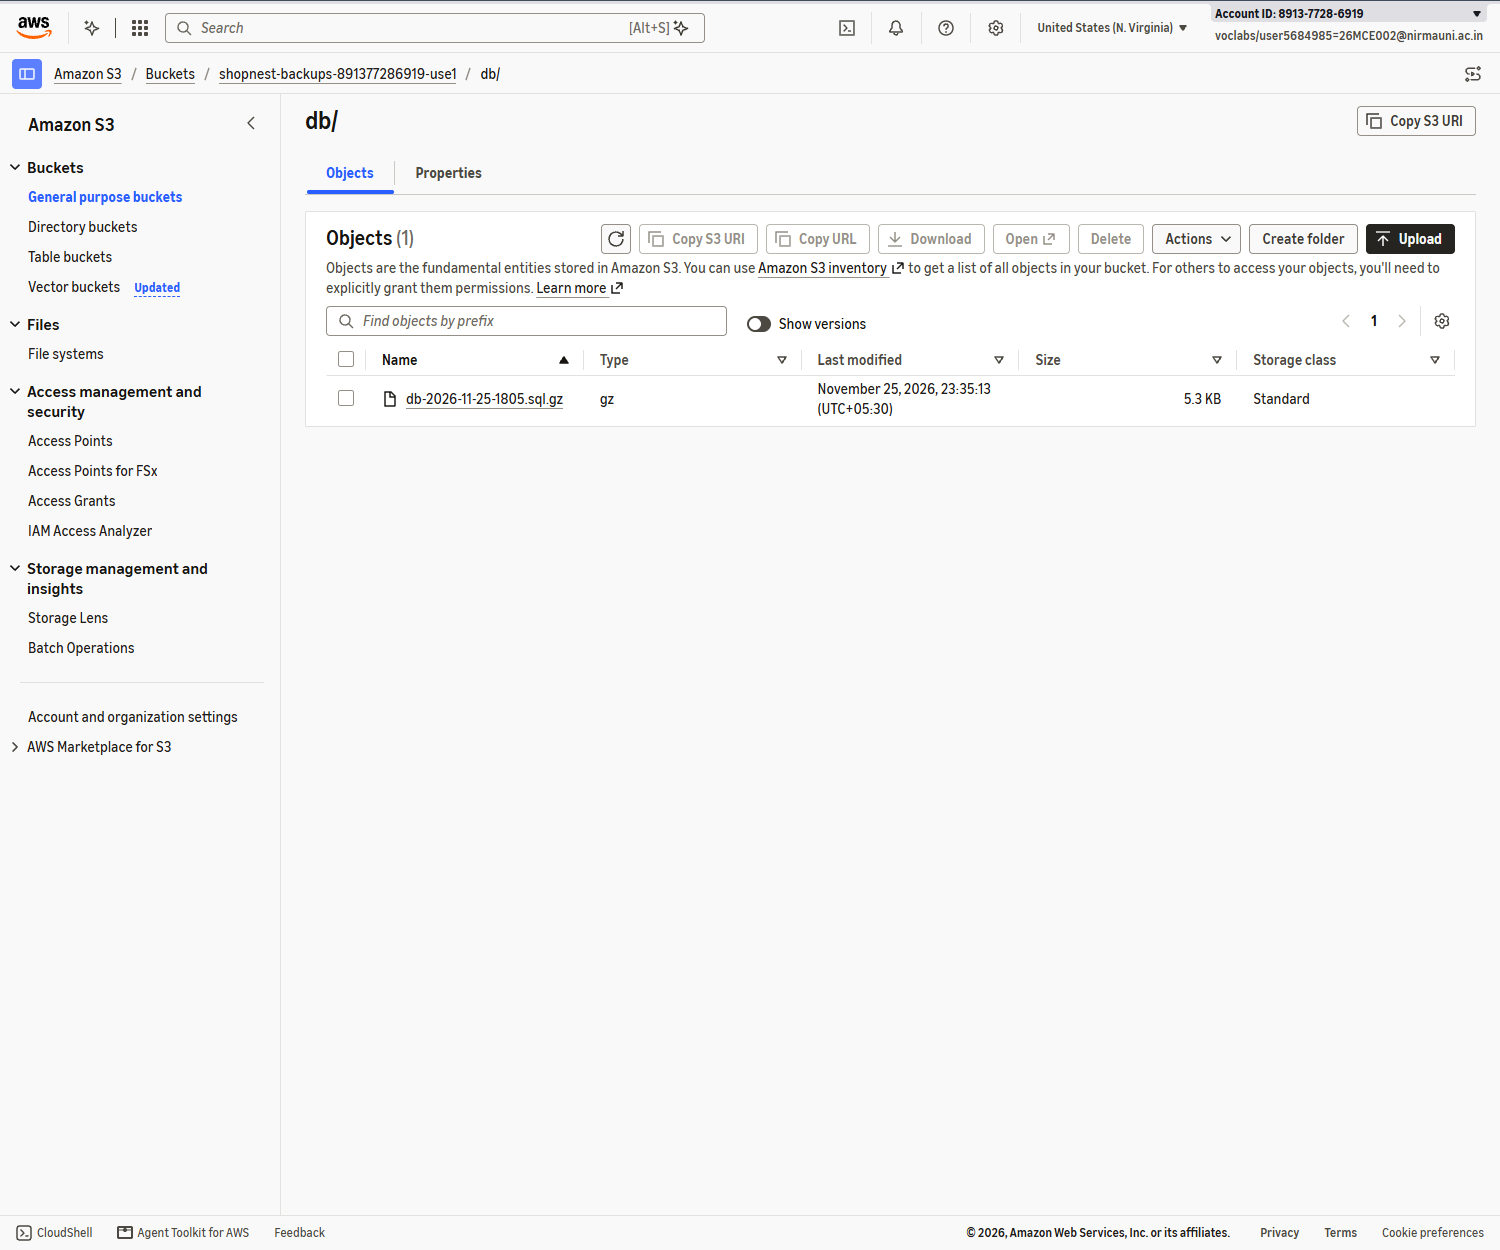 aws
Search
[Alt+S]
United States (N. Virginia)
Account ID: 8913-7728-6919
voclabs/user5684985=26MCE002@nirmauni.ac.in
Amazon S3 / Buckets / shopnest-backups-891377286919-use1 / db/
Amazon S3
Buckets
General purpose buckets
Directory buckets
Table buckets
Vector buckets Updated
Files
File systems
Access management and
security
Access Points
Access Points for FSx
Access Grants
IAM Access Analyzer
Storage management and
insights
Storage Lens
Batch Operations
Account and organization settings
AWS Marketplace for S3
db/
Copy S3 URI
Objects
Properties
Objects (1)
Copy S3 URI
Copy URL
Download
Open
Delete
Actions
Create folder
Upload
Objects are the fundamental entities stored in Amazon S3. You can use Amazon S3 inventory to get a list of all objects in your bucket. For others to access your objects, you'll need to
explicitly grant them permissions. Learn more
Find objects by prefix
Show versions
1
Name Type Last modified Size Storage class
db-2026-11-25-1805.sql.gz gz November 25, 2026, 23:35:13 5.3 KB Standard
(UTC+05:30)
CloudShell
Agent Toolkit for AWS
Feedback
© 2026, Amazon Web Services, Inc. or its affiliates.
Privacy
Terms
Cookie preferences